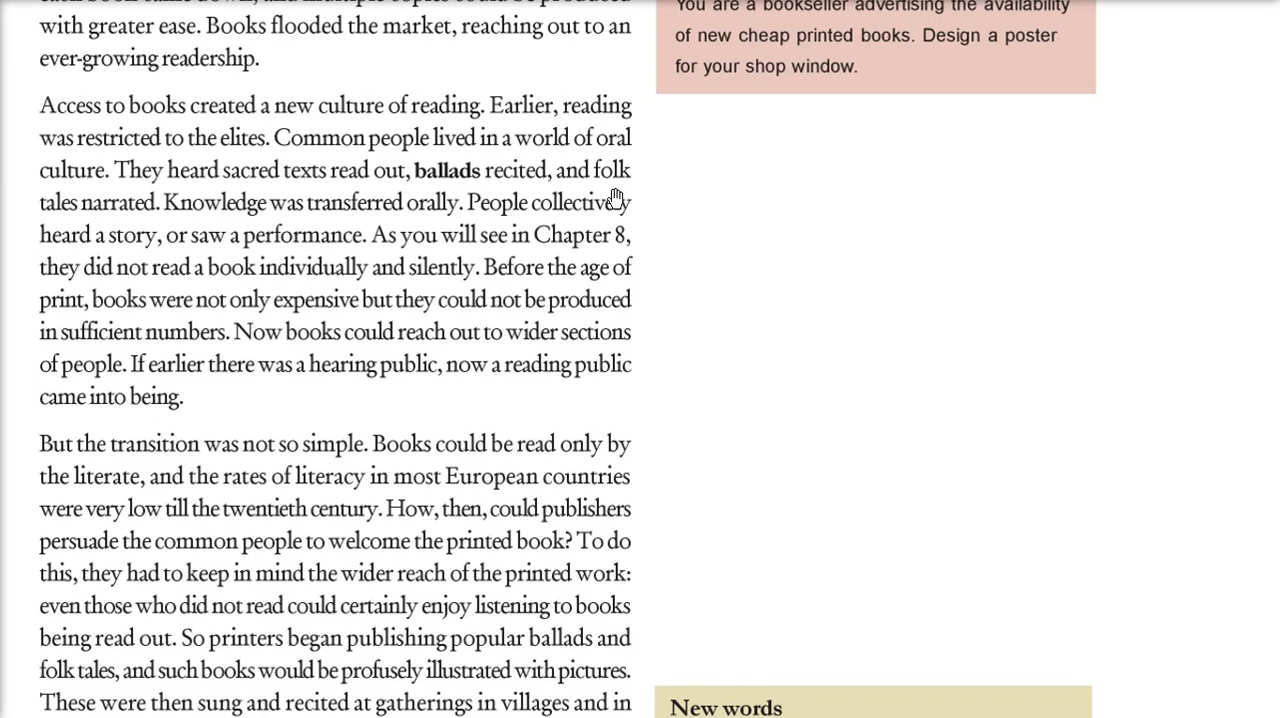 with greater ease. Books flooded the market, reaching out to an
ever-growing readership.
Access to books created a new culture of reading. Earlier, reading
was restricted to the elites. Common people lived in a world of oral
culture. They heard sacred texts read out, ballads recited, and folk
tales narrated. Knowledge was transferred orally. People collectively
heard a story, or saw a performance. As you will see in Chapter 8,
they did not read a book individually and silently. Before the age of
print, books were not only expensive but they could not be produced
in sufficient numbers. Now books could reach out to wider sections
of people. If earlier there was a hearing public, now a reading public
came into being.
But the transition was not so simple. Books could be read only by
the literate, and the rates of literacy in most European countries
were very low till the twentieth century. How, then, could publishers
persuade the common people to welcome the printed book? To do
this, they had to keep in mind the wider reach of the printed work:
even those who did not read could certainly enjoy listening to books
being read out. So printers began publishing popular ballads and
folk tales, and such books would be profusely illustrated with pictures.
These were then sung and recited at gatherings in villages and in
You are a bookseller advertising the availability
of new cheap printed books. Design a poster
for your shop window.
New words